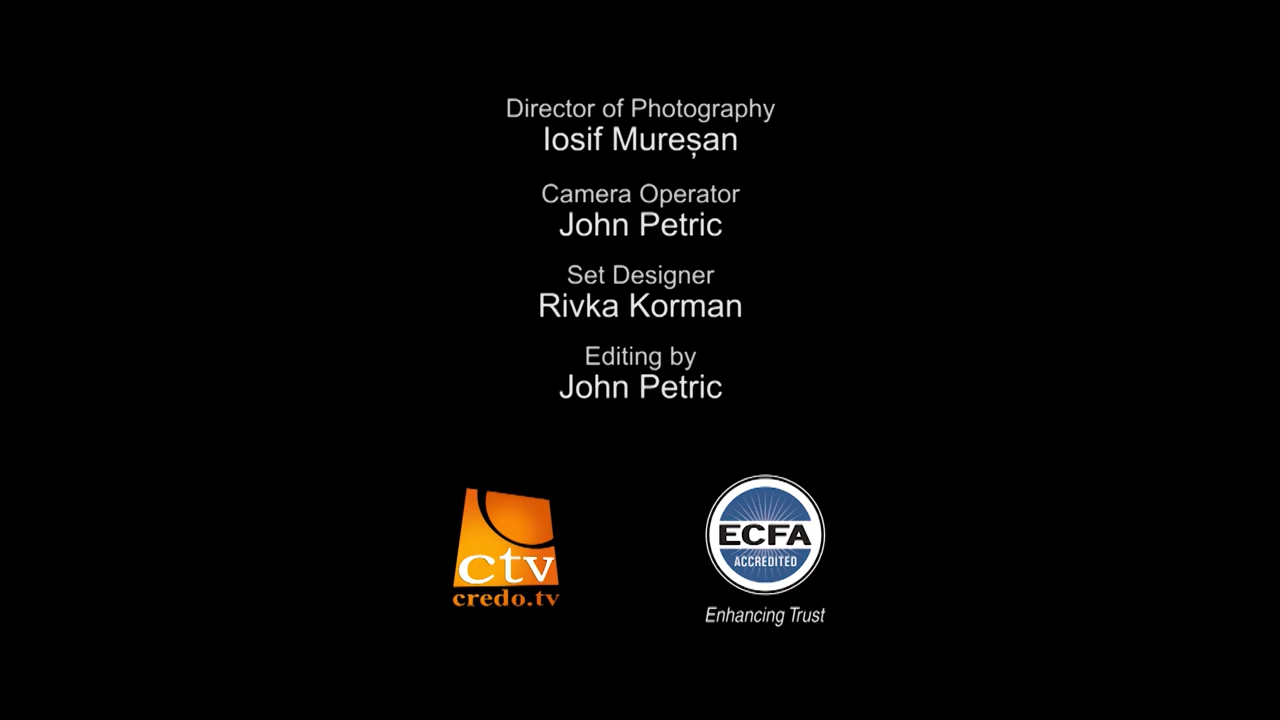 Director of Photography
Iosif Mureșan
Camera Operator
John Petric
Set Designer
Rivka Korman
Editing by
John Petric
ctv
credo.tv
ECFA
ACCREDITED
Enhancing Trust